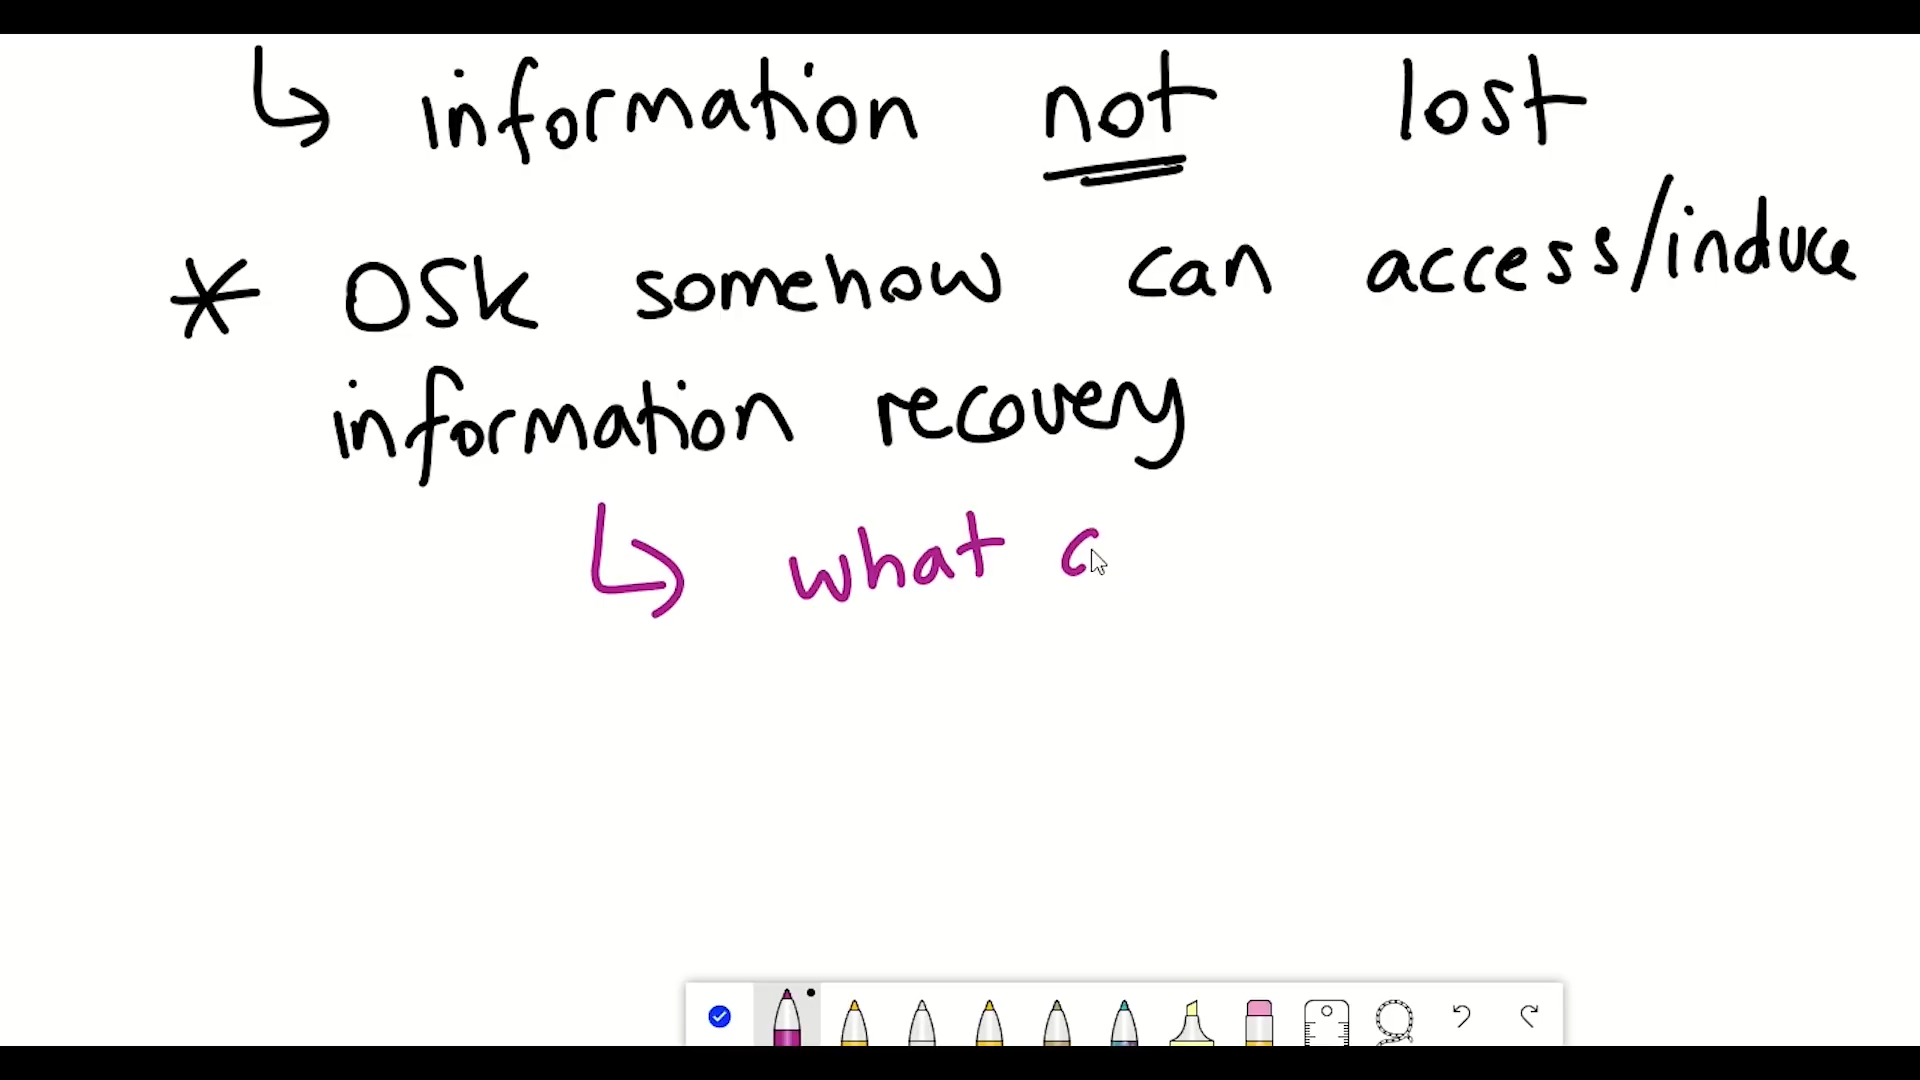 ↳ information not lost
* OSK somehow can access/induce
information recovery
↳ what c